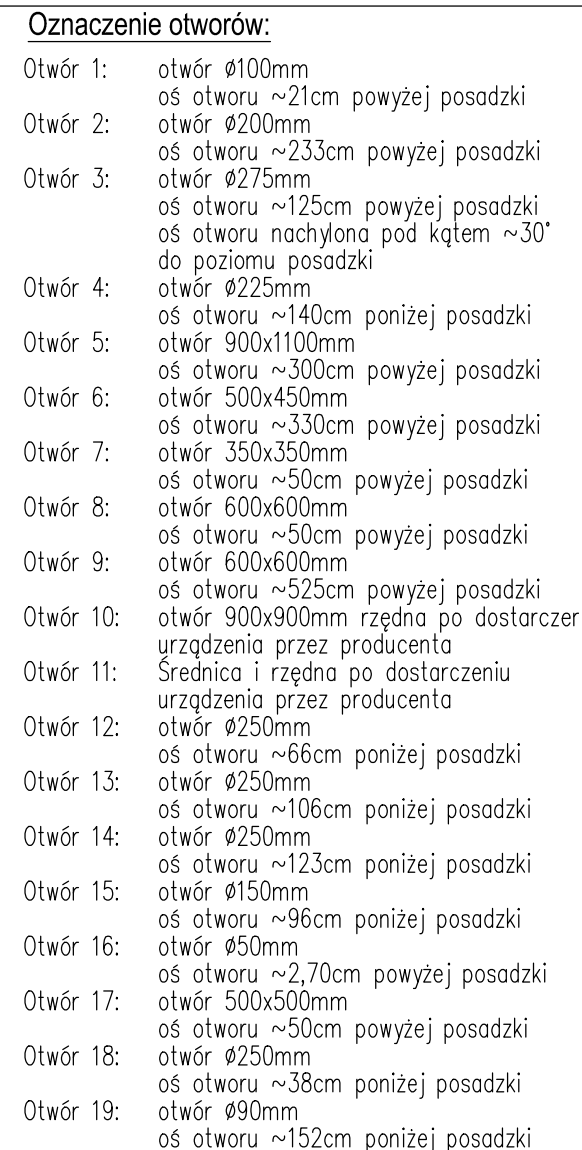 Oznaczenie otworów:
Otwór 1: otwór Ø100mm
oś otworu ~21cm powyżej posadzki
Otwór 2: otwór Ø200mm
oś otworu ~233cm powyżej posadzki
Otwór 3: otwór Ø275mm
oś otworu ~125cm powyżej posadzki
oś otworu nachylona pod kątem ~30°
do poziomu posadzki
Otwór 4: otwór Ø225mm
oś otworu ~140cm poniżej posadzki
Otwór 5: otwór 900x1100mm
oś otworu ~300cm powyżej posadzki
Otwór 6: otwór 500x450mm
oś otworu ~330cm powyżej posadzki
Otwór 7: otwór 350x350mm
oś otworu ~50cm powyżej posadzki
Otwór 8: otwór 600x600mm
oś otworu ~50cm powyżej posadzki
Otwór 9: otwór 600x600mm
oś otworu ~525cm powyżej posadzki
Otwór 10: otwór 900x900mm rzędna po dostarczer
urządzenia przez producenta
Otwór 11: Średnica i rzędna po dostarczeniu
urządzenia przez producenta
Otwór 12: otwór Ø250mm
oś otworu ~66cm poniżej posadzki
Otwór 13: otwór Ø250mm
oś otworu ~106cm poniżej posadzki
Otwór 14: otwór Ø250mm
oś otworu ~123cm poniżej posadzki
Otwór 15: otwór Ø150mm
oś otworu ~96cm poniżej posadzki
Otwór 16: otwór Ø50mm
oś otworu ~2,70cm powyżej posadzki
Otwór 17: otwór 500x500mm
oś otworu ~50cm powyżej posadzki
Otwór 18: otwór Ø250mm
oś otworu ~38cm poniżej posadzki
Otwór 19: otwór Ø90mm
oś otworu ~152cm poniżej posadzki